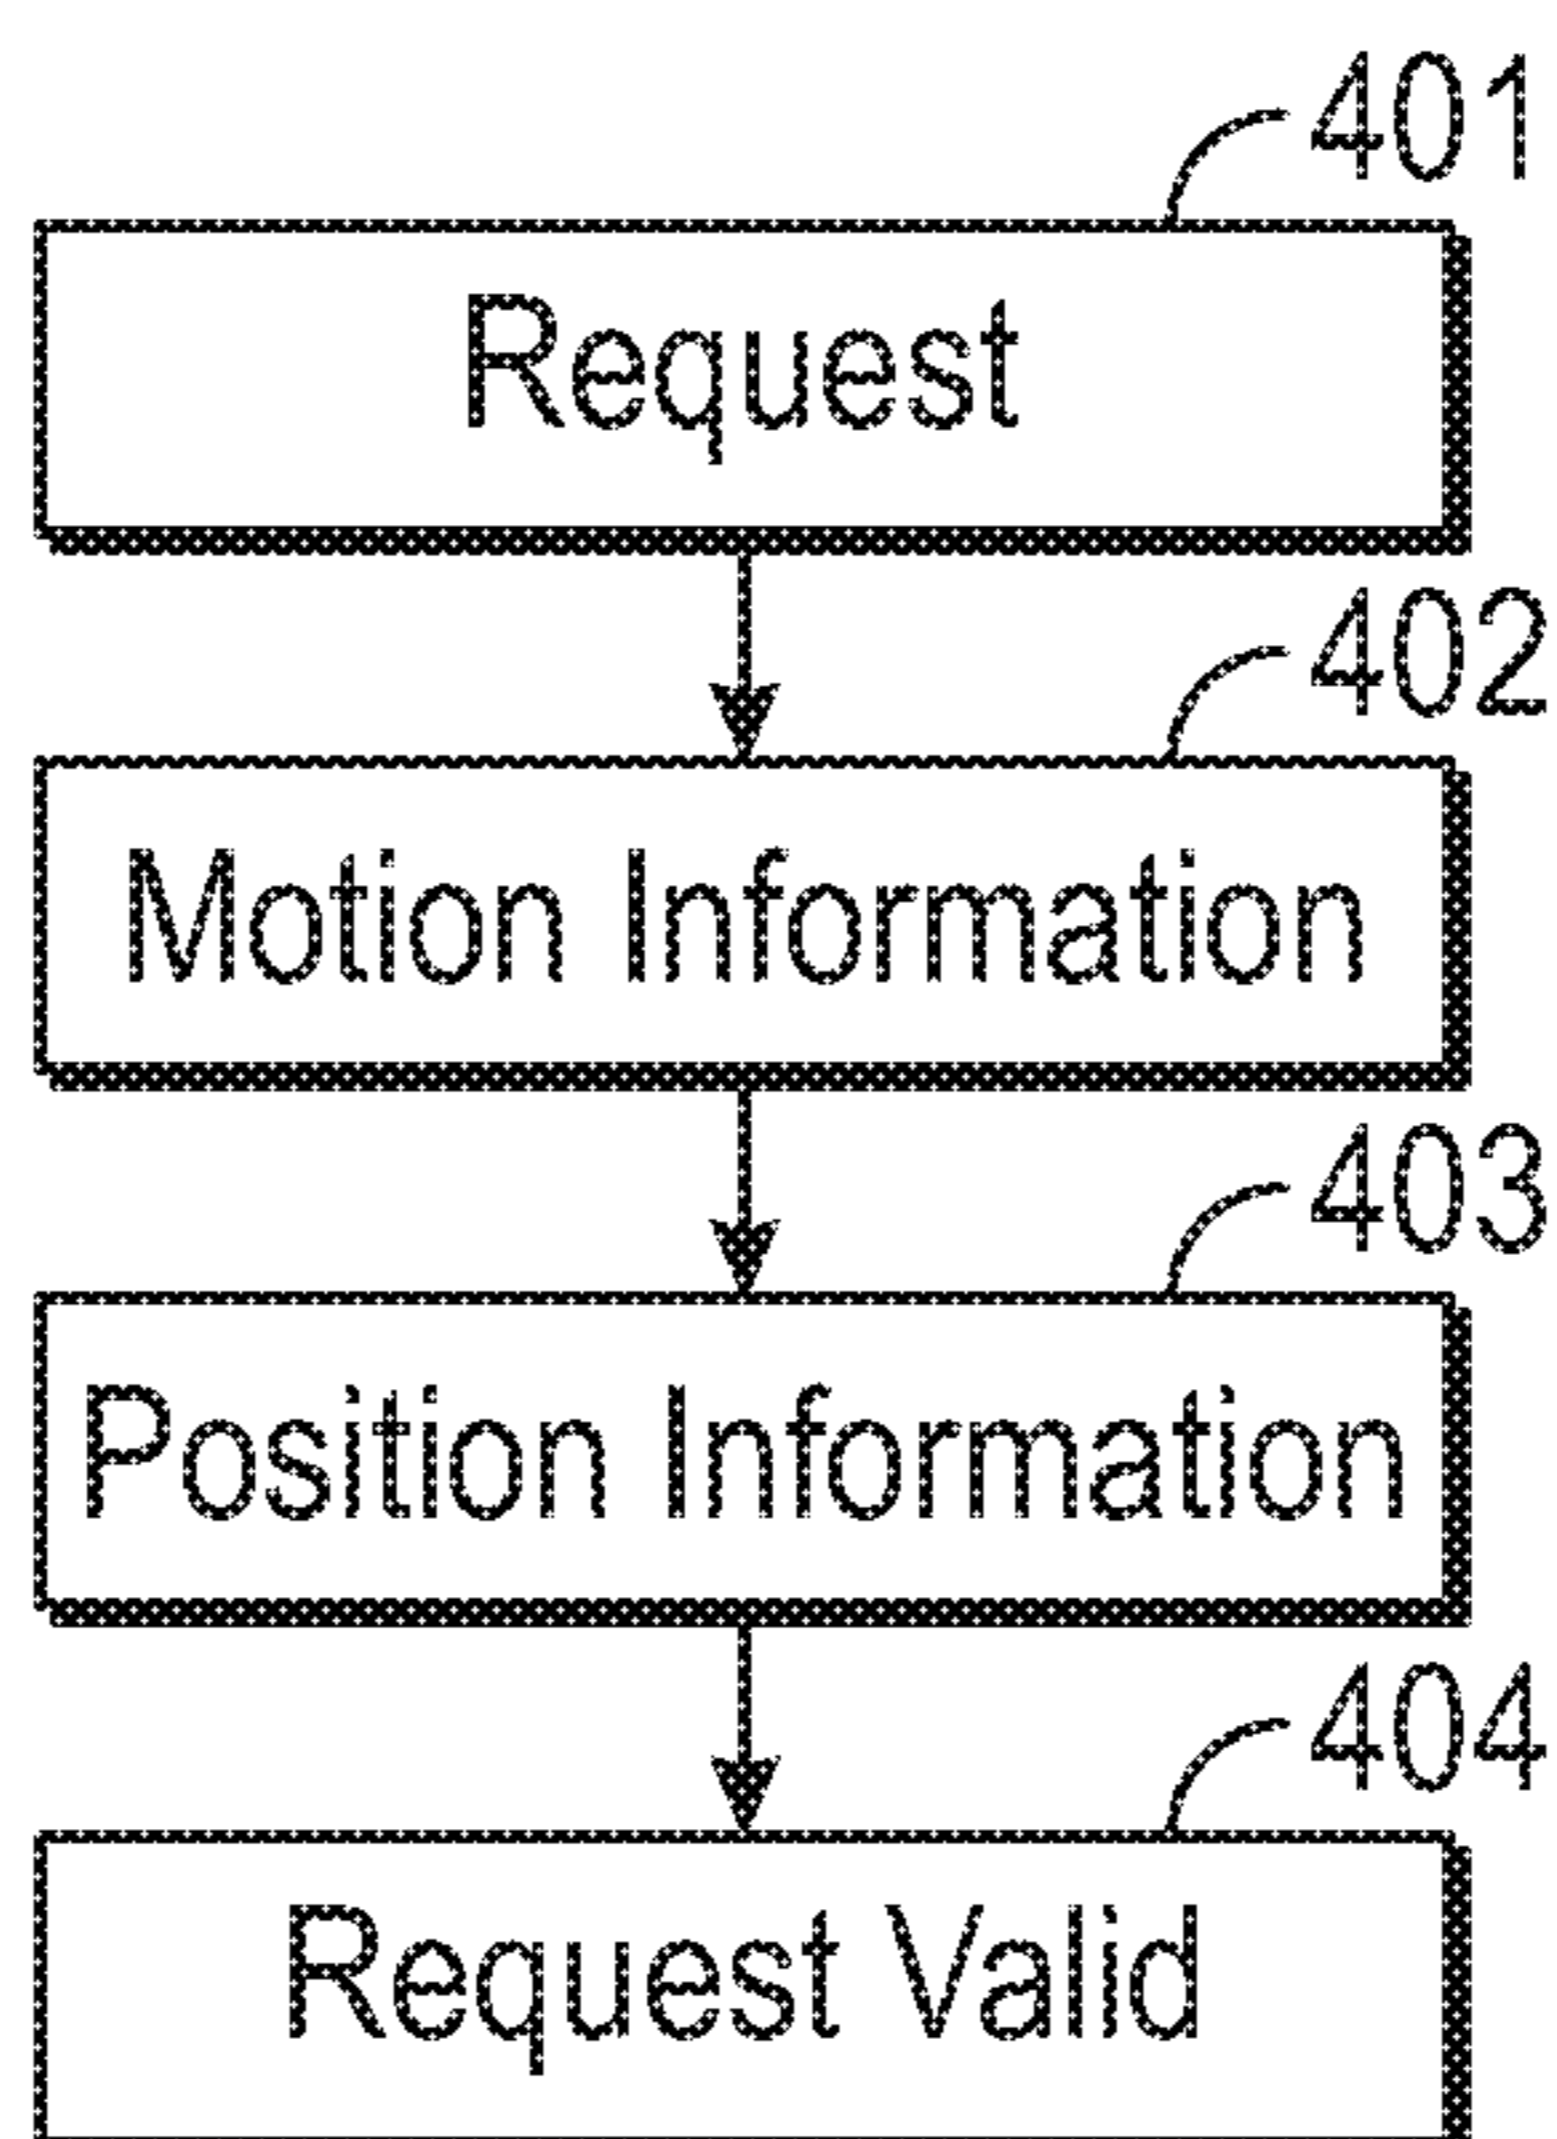 401
Request
402
Motion Information
403
Position Information
404
Request Valid